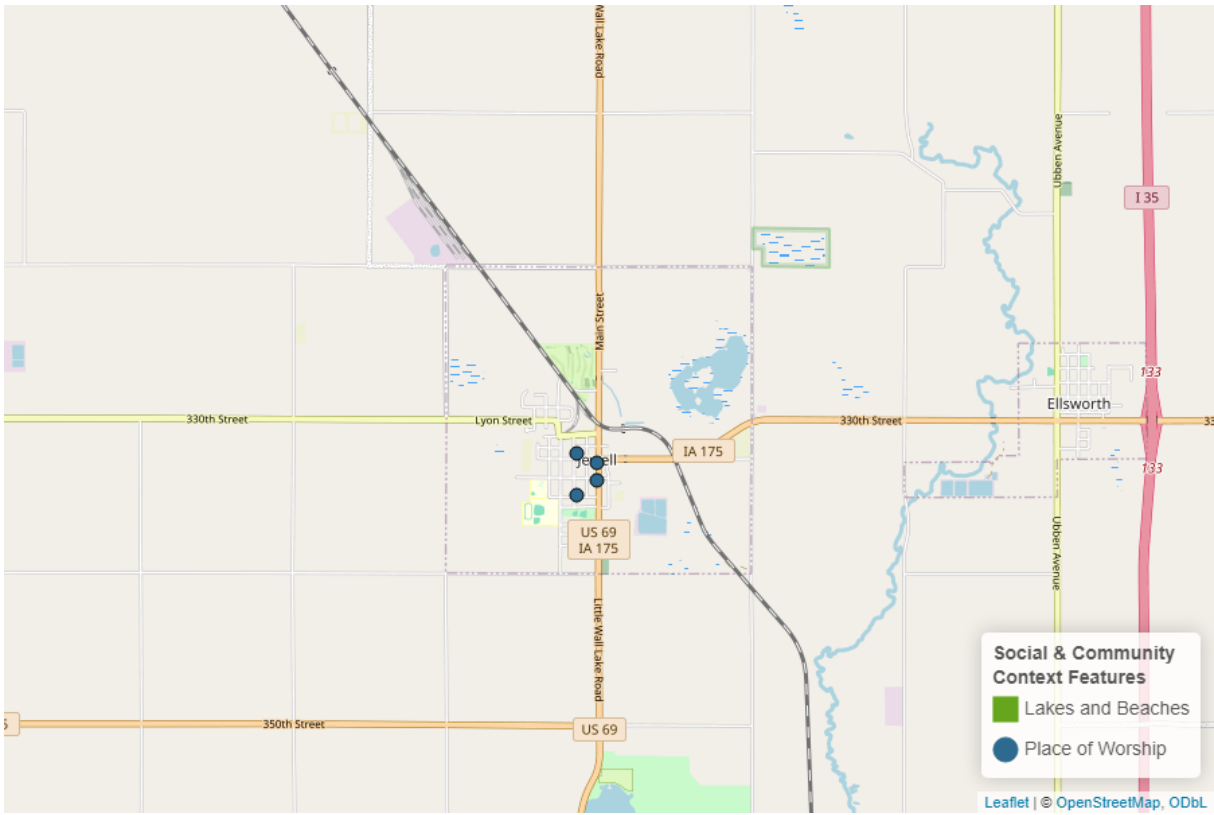 Wall Lake Road
Ubben Avenue
I 35
Main Street
133
Ellsworth
330th Street
Lyon Street
330th Street
IA 175
133
US 69
IA 175
Ubben Avenue
Little Wall Lake Road
350th Street
US 69
Social & Community
Context Features
Lakes and Beaches
Place of Worship
Leaflet | © OpenStreetMap, ODbL